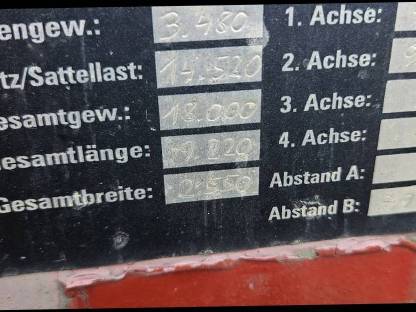 engew.: 3.480 1. Achse:
tz/Sattellast: 14.520 2. Achse:
esamtgew.: 18.000 3. Achse:
esamtlänge: 4. Achse:
Gesamtbreite: 2.550 Abstand A:
Abstand B: